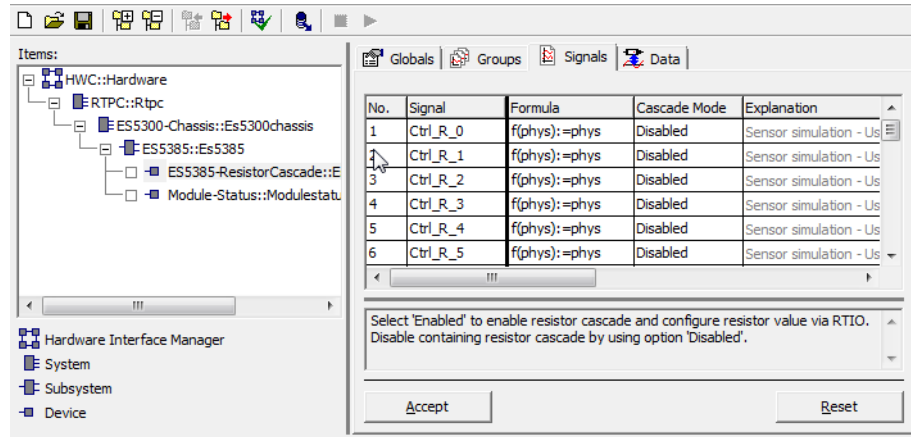 Items:
HWC::Hardware
RTPC::Rtpc
ES5300-Chassis::Es5300chassis
ES5385::Es5385
ES5385-ResistorCascade::E
Module-Status::Modulestatu
Hardware Interface Manager
System
Subsystem
Device
Globals Groups Signals Data
No. Signal Formula Cascade Mode Explanation
1 Ctrl_R_0 f(phys):=phys Disabled Sensor simulation - Us
2 Ctrl_R_1 f(phys):=phys Disabled Sensor simulation - Us
3 Ctrl_R_2 f(phys):=phys Disabled Sensor simulation - Us
4 Ctrl_R_3 f(phys):=phys Disabled Sensor simulation - Us
5 Ctrl_R_4 f(phys):=phys Disabled Sensor simulation - Us
6 Ctrl_R_5 f(phys):=phys Disabled Sensor simulation - Us
Select 'Enabled' to enable resistor cascade and configure resistor value via RTIO.
Disable containing resistor cascade by using option 'Disabled'.
Accept Reset